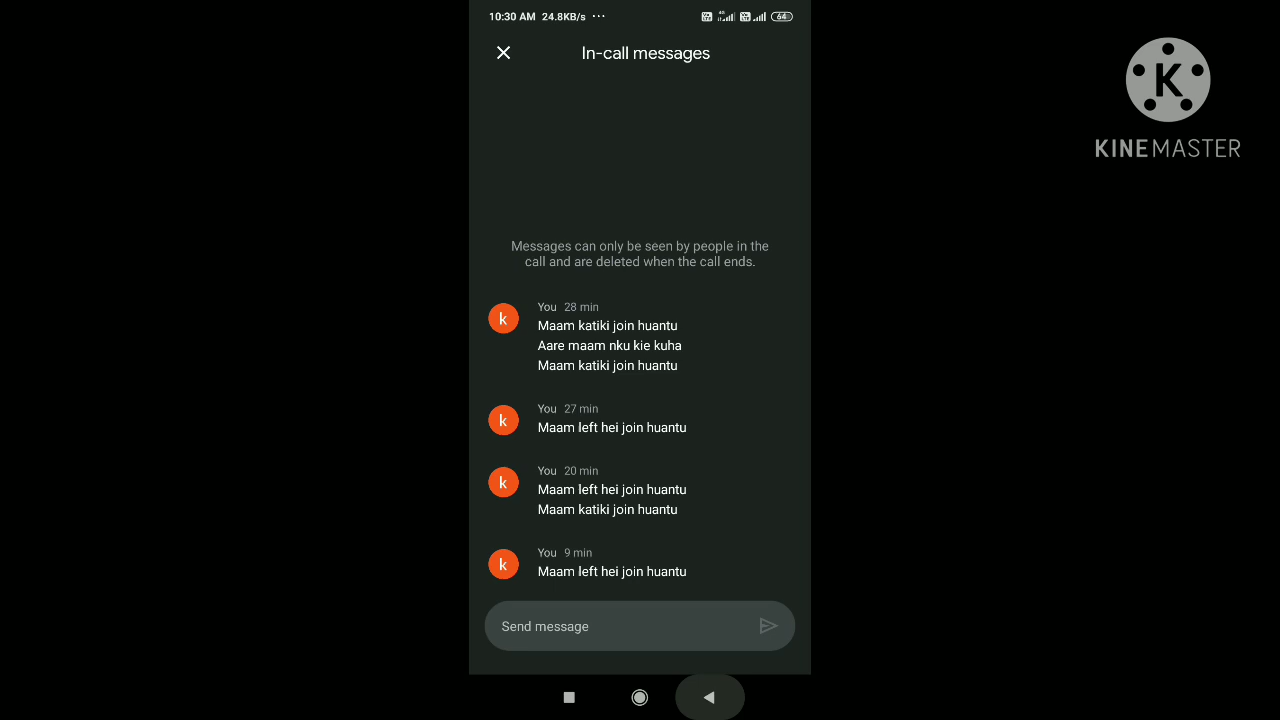 10:30 AM 24.8KB/s ...
4G
64
In-call messages
K
KINEMASTER
Messages can only be seen by people in the
call and are deleted when the call ends.
You 28 min
k
Maam katiki join huantu
Aare maam nku kie kuha
Maam katiki join huantu
You 27 min
k
Maam left hei join huantu
You 20 min
k
Maam left hei join huantu
Maam katiki join huantu
You 9 min
k
Maam left hei join huantu
Send message